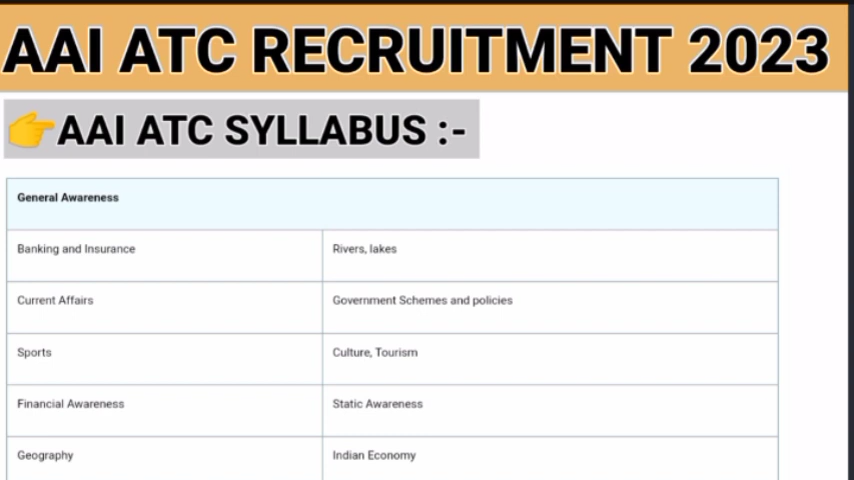 AAI ATC RECRUITMENT 2023
👉AAI ATC SYLLABUS :-
General Awareness
Banking and Insurance Rivers, lakes
Current Affairs Government Schemes and policies
Sports Culture, Tourism
Financial Awareness Static Awareness
Geography Indian Economy